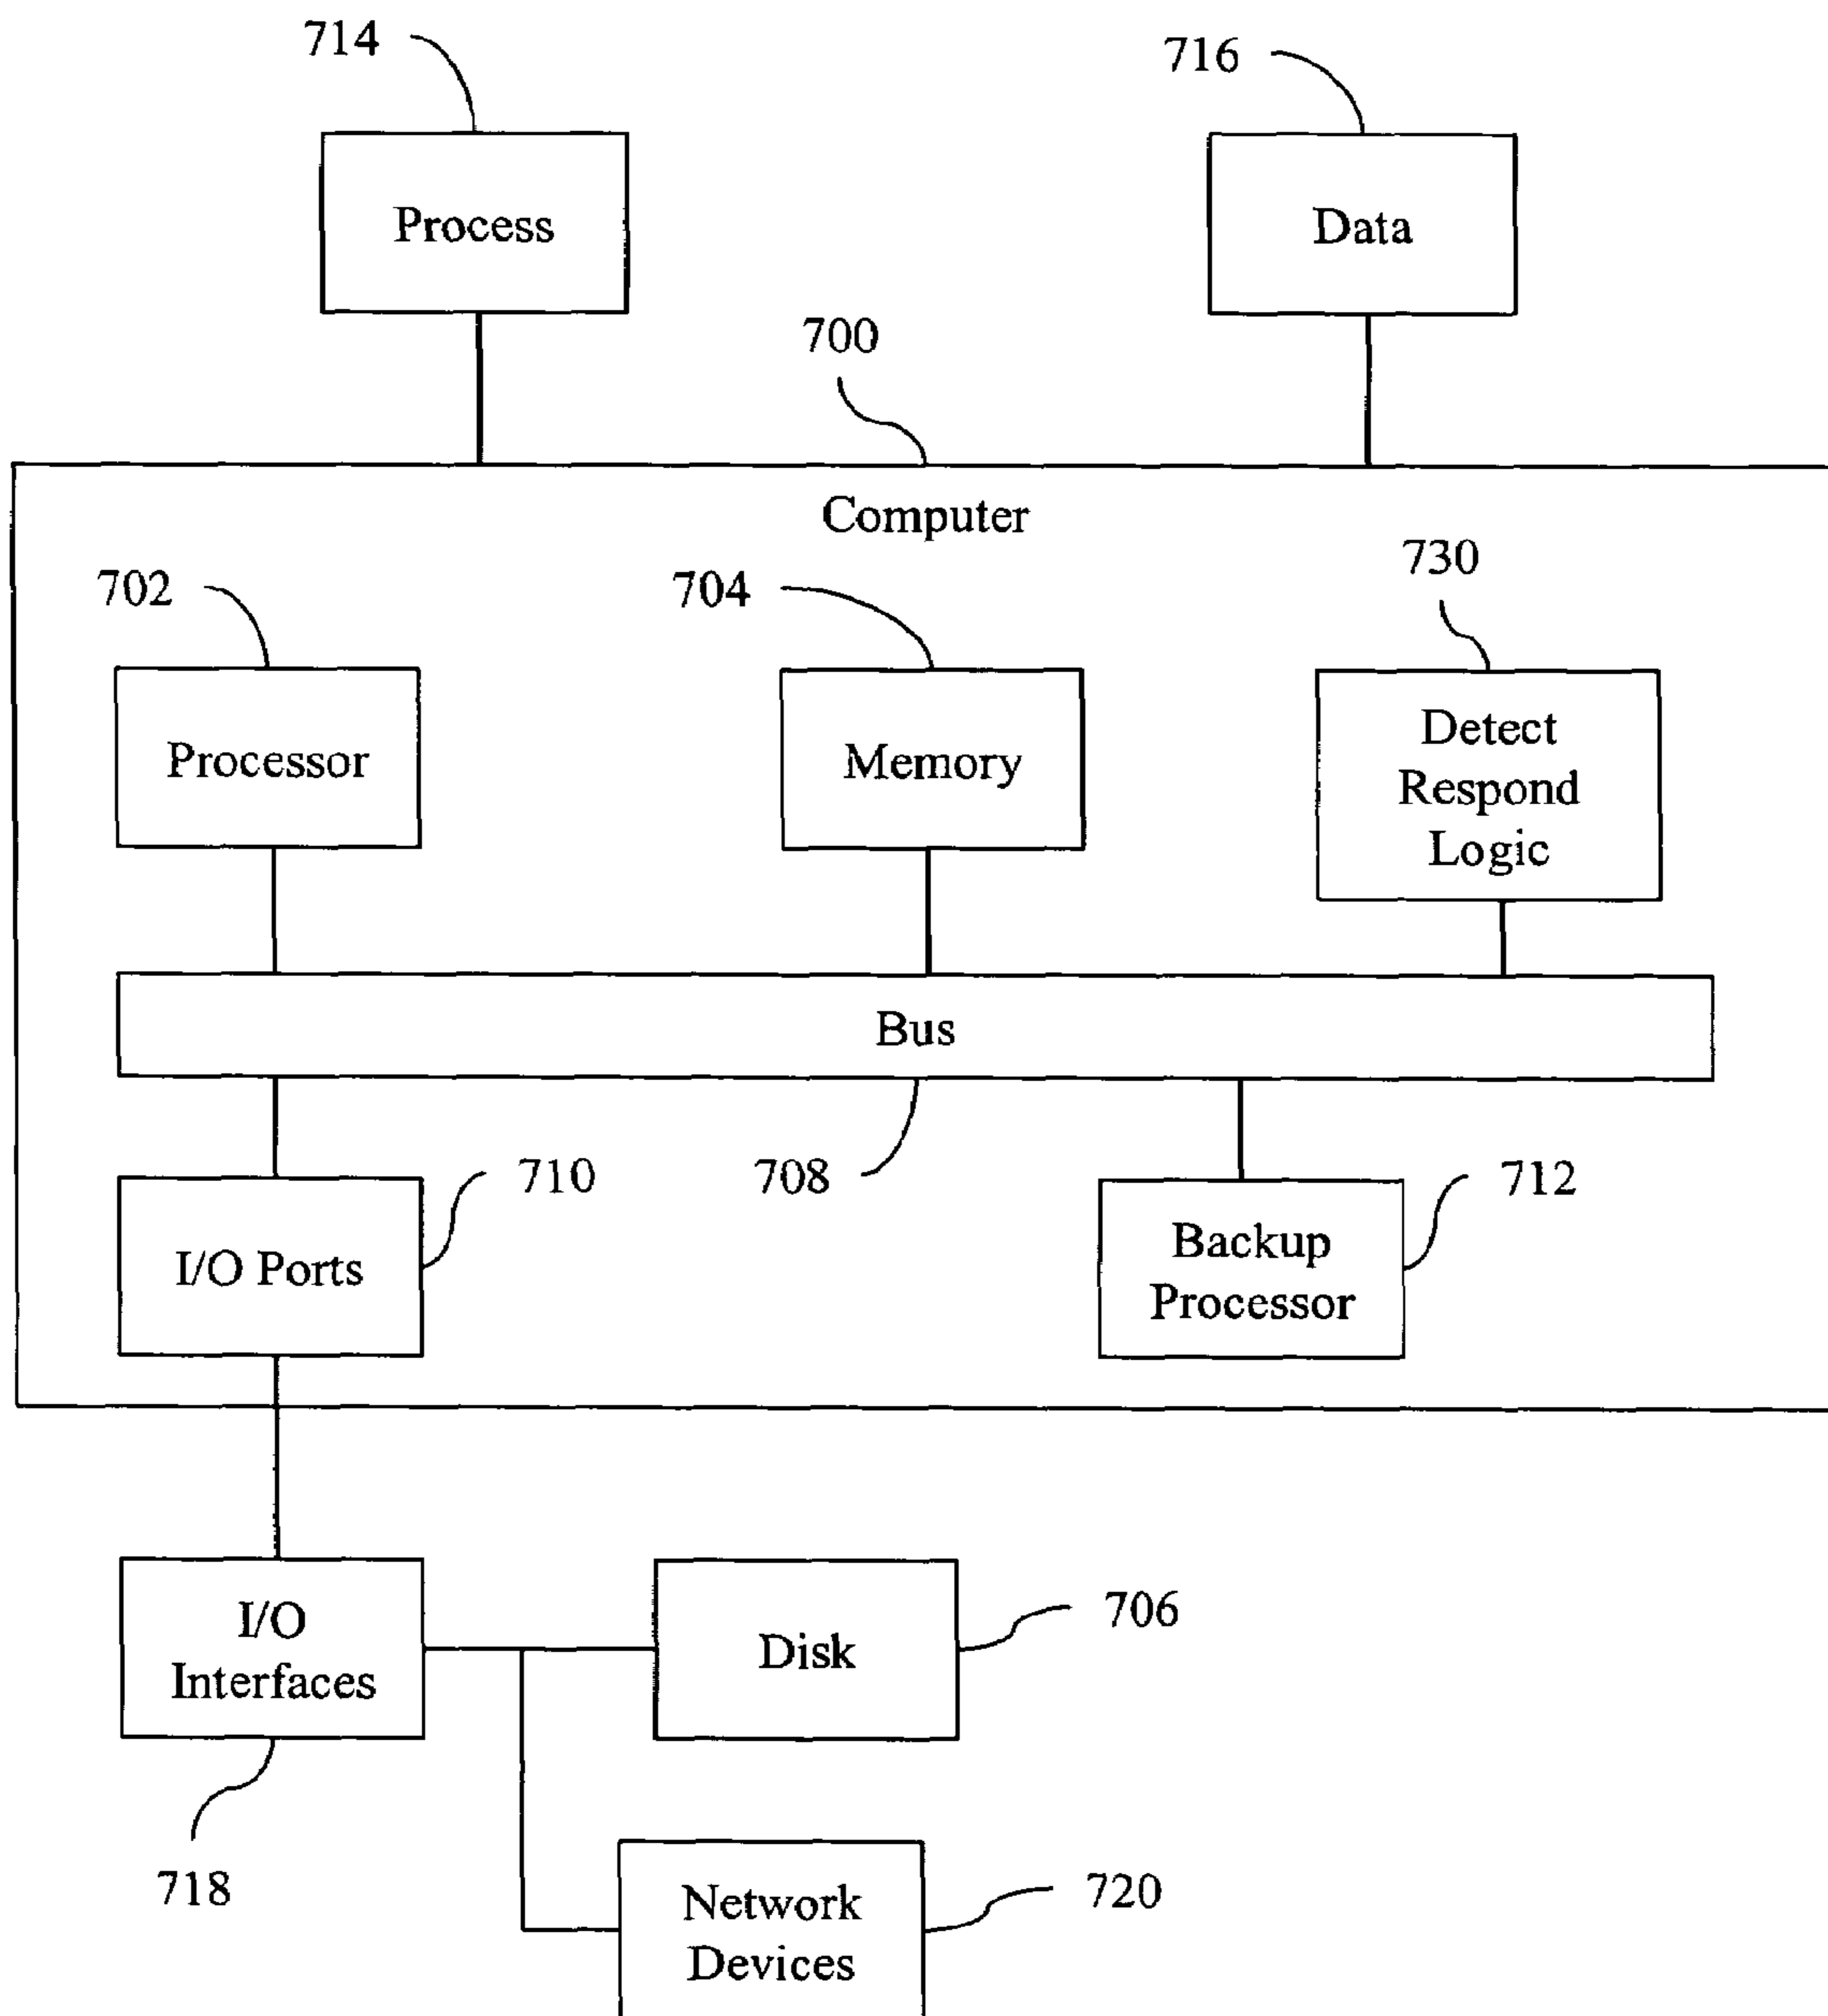 714
716
Process
Data
700
Computer
702
704
730
Processor
Memory
Detect
Respond
Logic
Bus
710
708
712
I/O Ports
Backup
Processor
I/O
Interfaces
Disk
706
718
Network
Devices
720